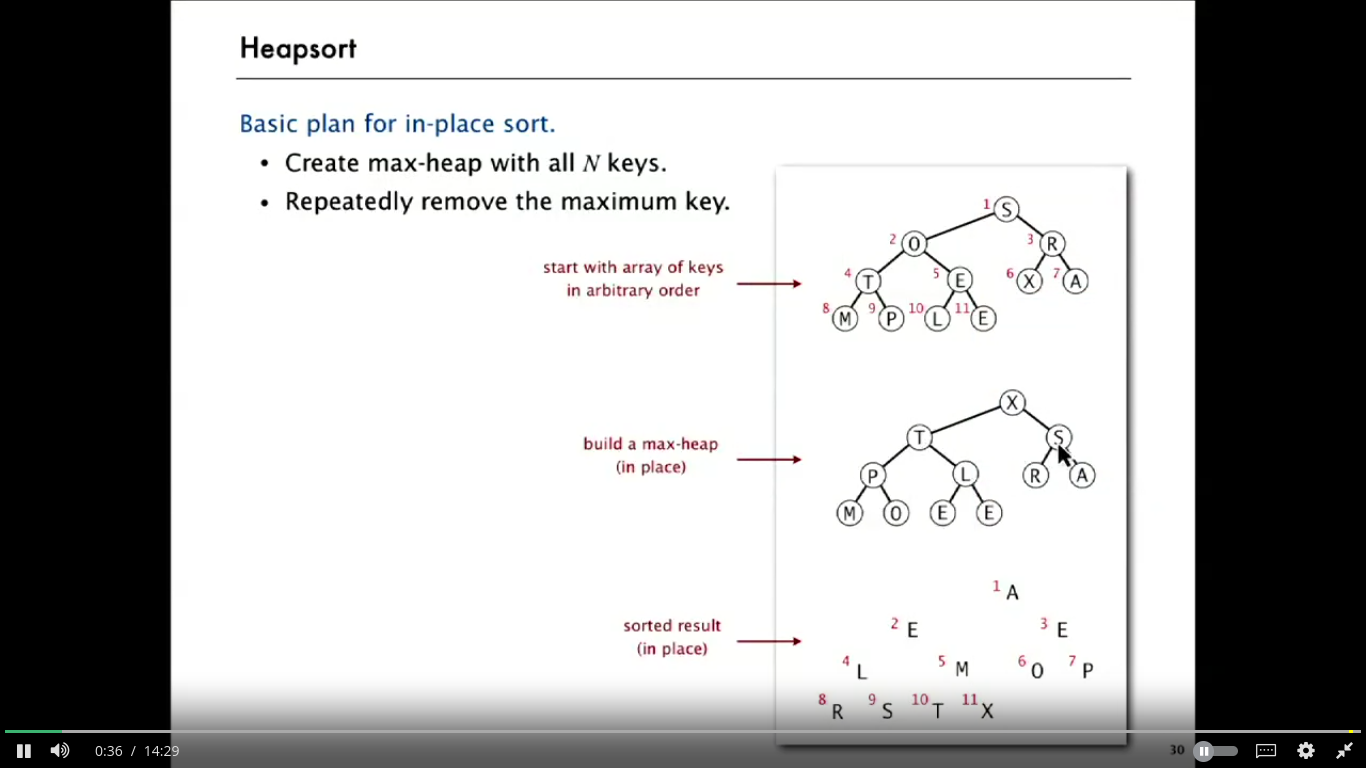 Heapsort
Basic plan for in-place sort.
• Create max-heap with all N keys.
• Repeatedly remove the maximum key.
start with array of keys
in arbitrary order
1 S
2 O 3 R
4 T 5 E 6 X 7 A
8 M 9 P 10 L 11 E
build a max-heap
(in place)
X
T S
P L R A
M O E E
sorted result
(in place)
1 A
2 E 3 E
4 L 5 M 6 O 7 P
8 R 9 S 10 T 11 X
30
0:36 / 14:29